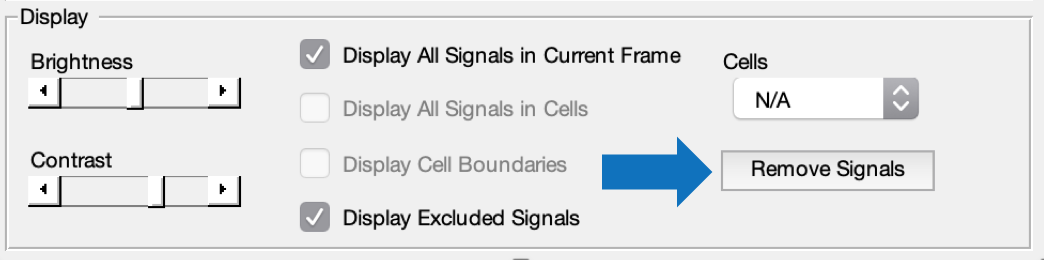 Display
Brightness
Contrast
Display All Signals in Current Frame
Display All Signals in Cells
Display Cell Boundaries
Display Excluded Signals
Cells
N/A
Remove Signals